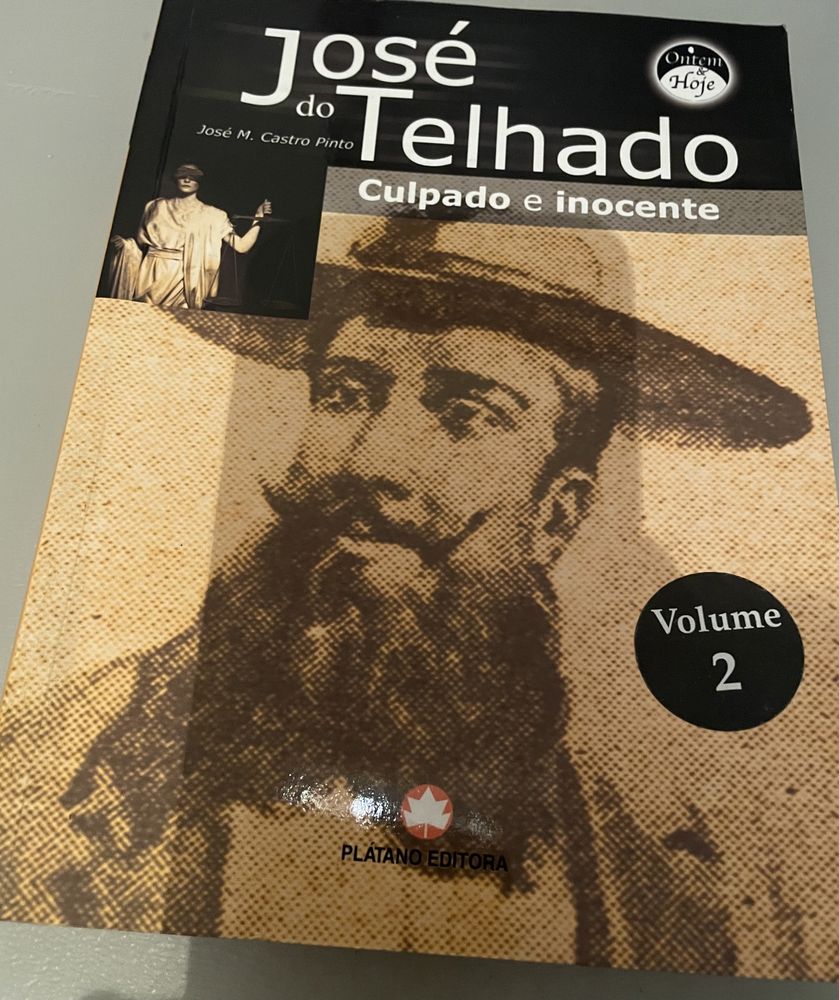 José
do
Telhado
José M. Castro Pinto
Culpado e inocente
Ontem
&
Hoje
Volume
2
PLÁTANO EDITORA